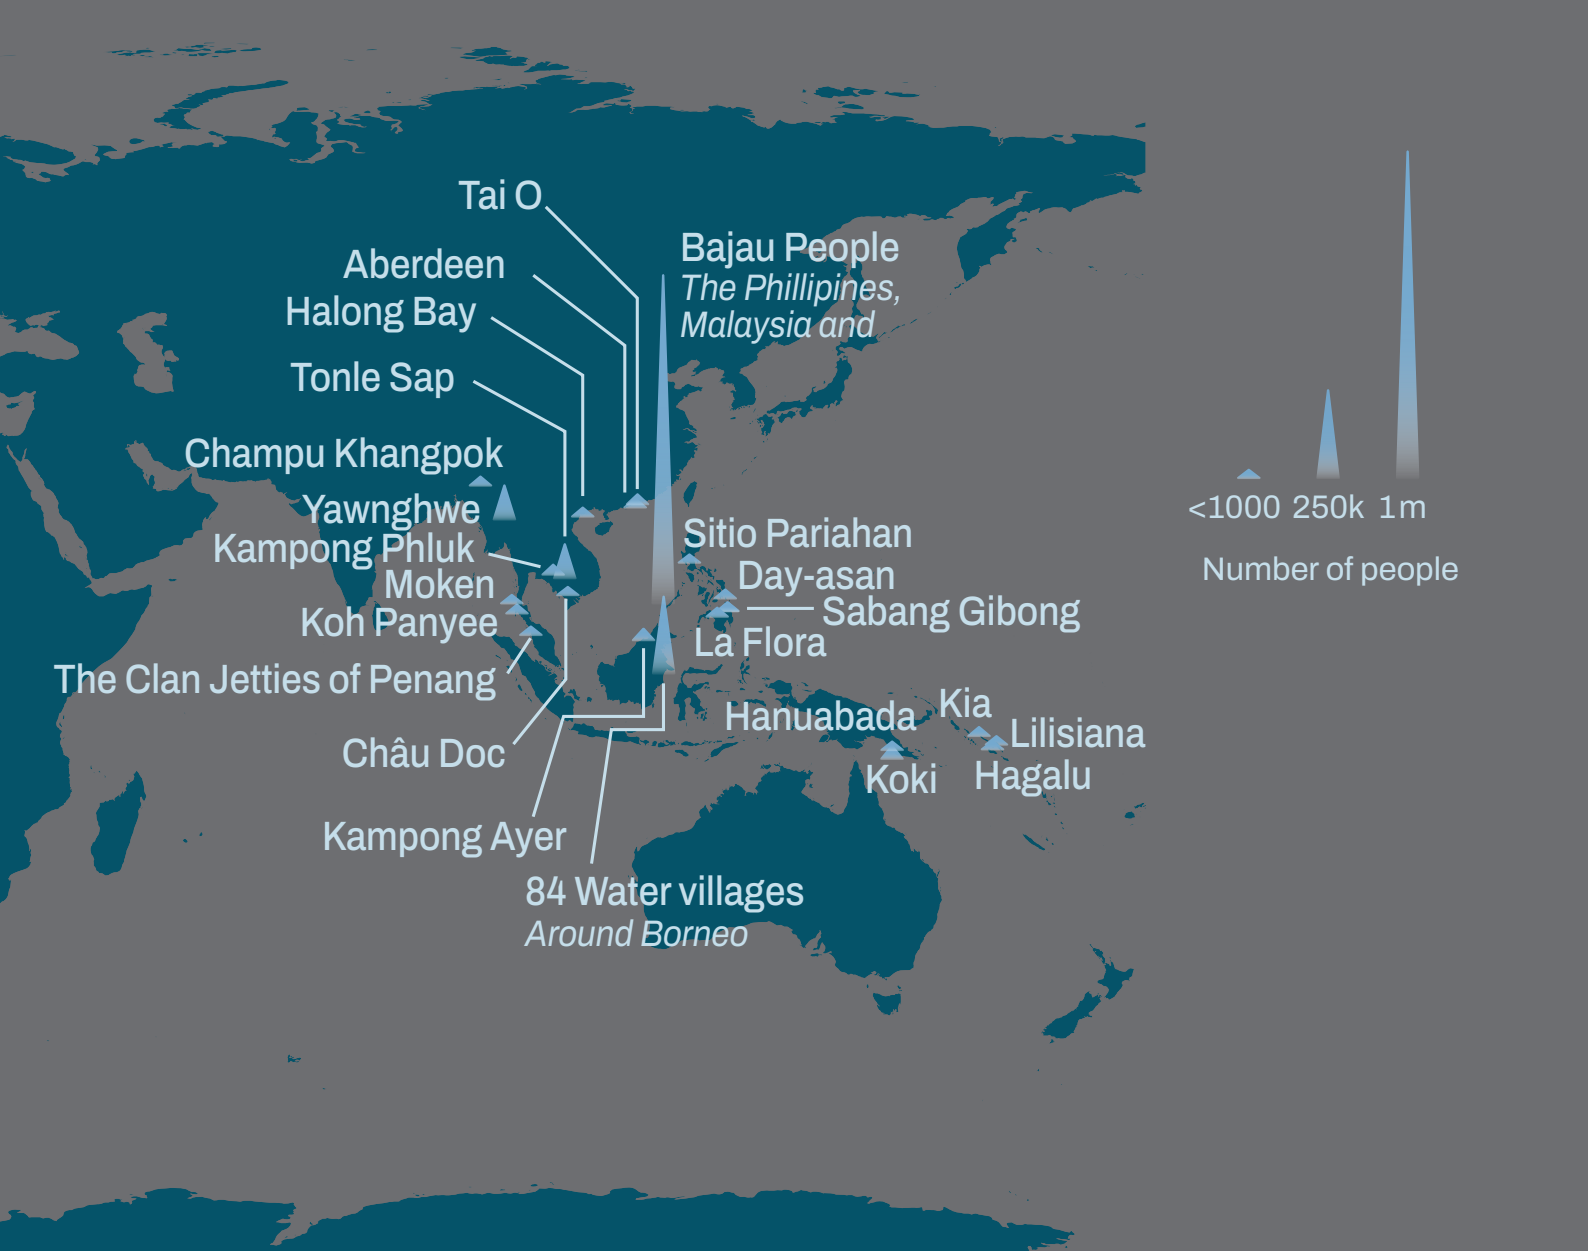 Tai O
Bajau People
The Phillipines,
Malaysia and
Aberdeen
Halong Bay
Tonle Sap
Champu Khangpok
Yawnghwe
<1000 250k 1m
Number of people
Sitio Pariahan
Kampong Phluk
Day-asan
Moken
Sabang Gibong
Koh Panyee
La Flora
The Clan Jetties of Penang
Kia
Hanuabada
Lilisiana
Châu Doc
Hagalu
Koki
Kampong Ayer
84 Water villages
Around Borneo